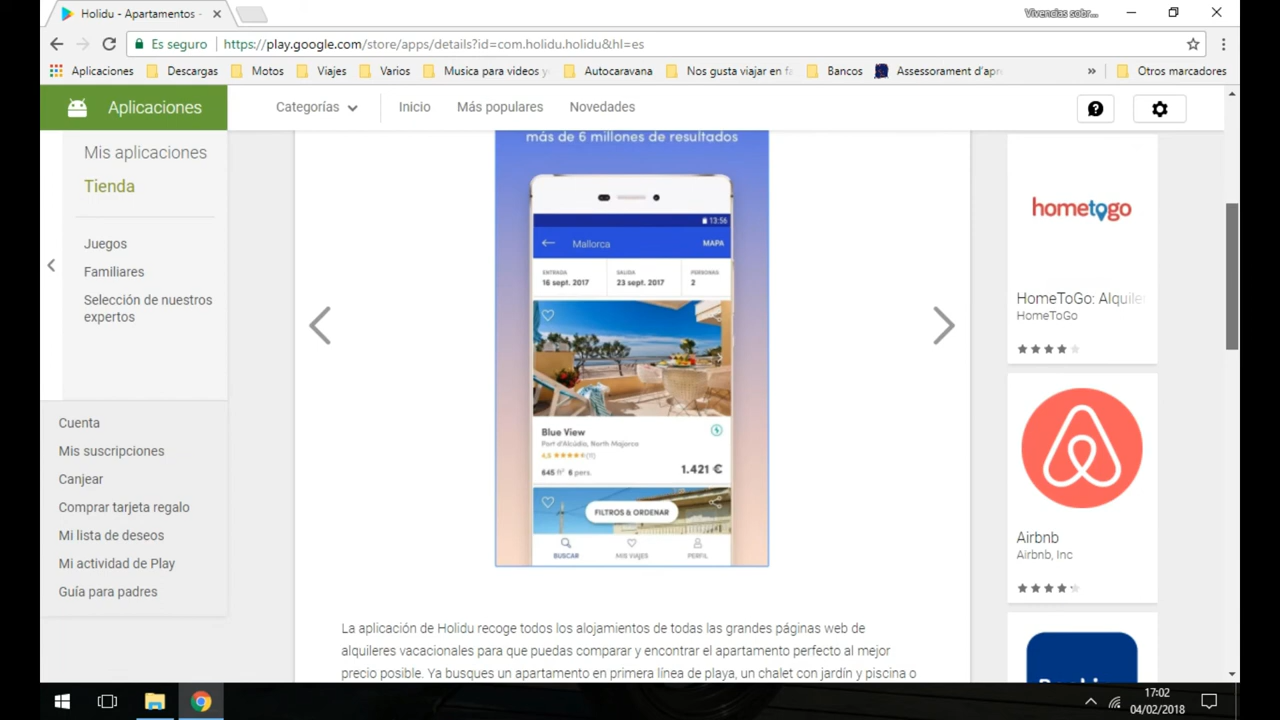 Holidu - Apartamentos -
Vivencias sobr...
Es seguro
https://play.google.com/store/apps/details?id=com.holidu.holidu&hl=es
Aplicaciones
Descargas
Motos
Viajes
Varios
Musica para videos y
Autocaravana
Nos gusta viajar en fa
Bancos
Assessorament d'apre
»
Otros marcadores
Aplicaciones
Categorías
Inicio
Más populares
Novedades
Mis aplicaciones
Tienda
Juegos
Familiares
Selección de nuestros
expertos
Cuenta
Mis suscripciones
Canjear
Comprar tarjeta regalo
Mi lista de deseos
Mi actividad de Play
Guía para padres
más de 6 millones de resultados
13:56
Mallorca
MAPA
ENTRADA
SALIDA
PERSONAS
16 sept. 2017
23 sept. 2017
2
Blue View
Port d'Alcúdia, North Majorca
4,5
(11)
645 ft² 6 pers.
1.421 €
FILTROS & ORDENAR
BUSCAR
MIS VIAJES
PERFIL
La aplicación de Holidu recoge todos los alojamientos de todas las grandes páginas web de
alquileres vacacionales para que puedas comparar y encontrar el apartamento perfecto al mejor
precio posible. Ya busques un apartamento en primera línea de playa, un chalet con jardín y piscina o
hometogo
HomeToGo: Alquile
HomeToGo
Airbnb
Airbnb, Inc
17:02
04/02/2018